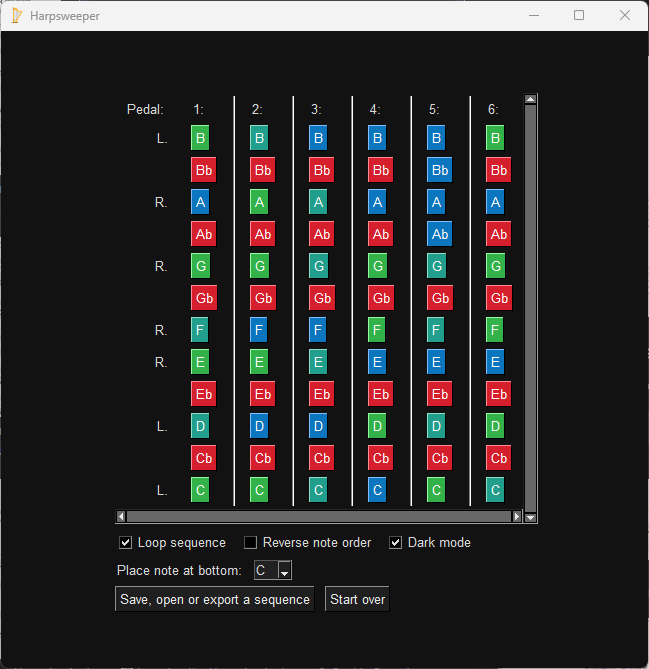 Harpsweeper
Pedal: 1: 2: 3: 4: 5: 6:
L. B B B B B B
Bb Bb Bb Bb Bb Bb
R. A A A A A A
Ab Ab Ab Ab Ab Ab
R. G G G G G G
Gb Gb Gb Gb Gb Gb
R. F F F F F F
R. E E E E E E
Eb Eb Eb Eb Eb Eb
L. D D D D D D
Cb Cb Cb Cb Cb Cb
L. C C C C C C
Loop sequence Reverse note order Dark mode
Place note at bottom: C
Save, open or export a sequence Start over